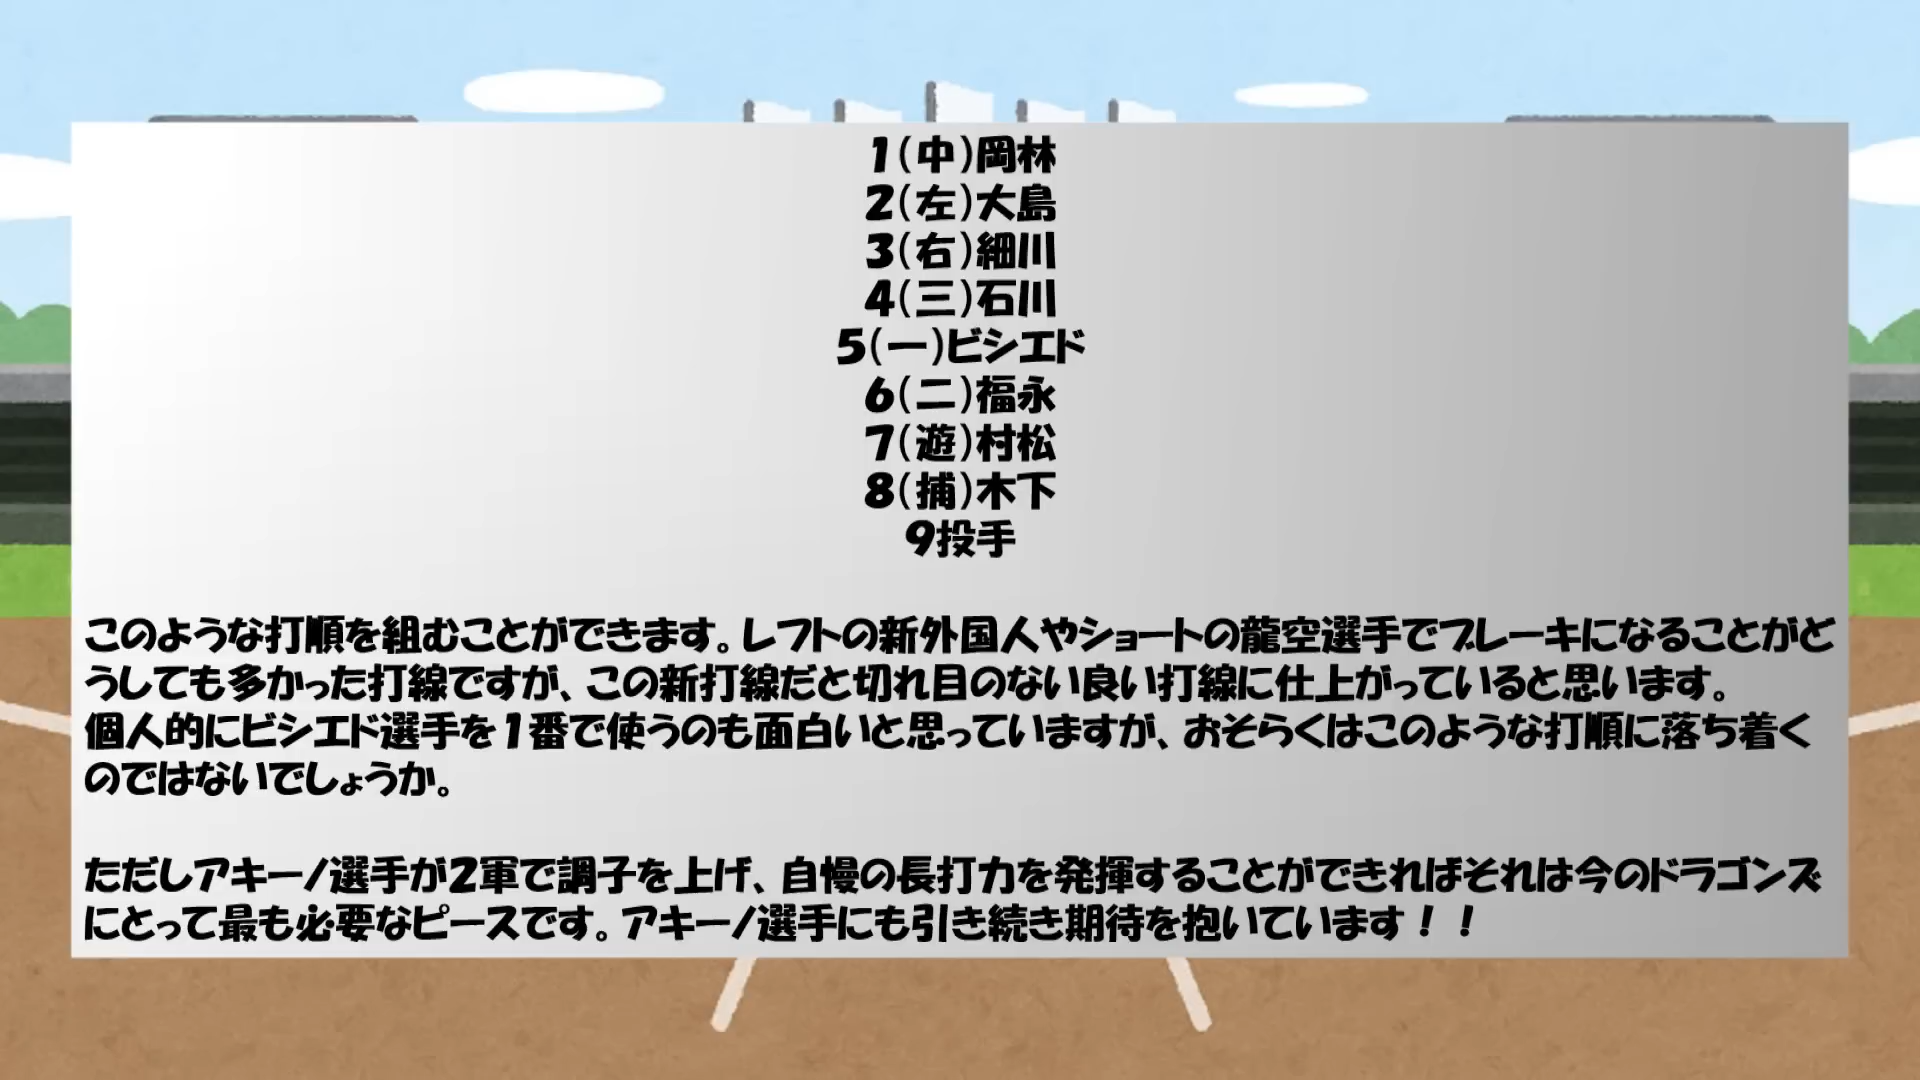 1(中)岡林
2(左)大島
3(右)細川
4(三)石川
5(一)ビシエド
6(二)福永
7(遊)村松
8(捕)木下
9投手
このような打順を組むことができます。レフトの新外国人やショートの龍空選手でブレーキになることがど
うしても多かった打線ですが、この新打線だと切れ目のない良い打線に仕上がっていると思います。
個人的にビシエド選手を1番で使うのも面白いと思っていますが、おそらくはこのような打順に落ち着く
のではないでしょうか。
ただしアキーノ選手が2軍で調子を上げ、自慢の長打力を発揮することができればそれは今のドラゴンズ
にとって最も必要なピースです。アキーノ選手にも引き続き期待を抱いています！！